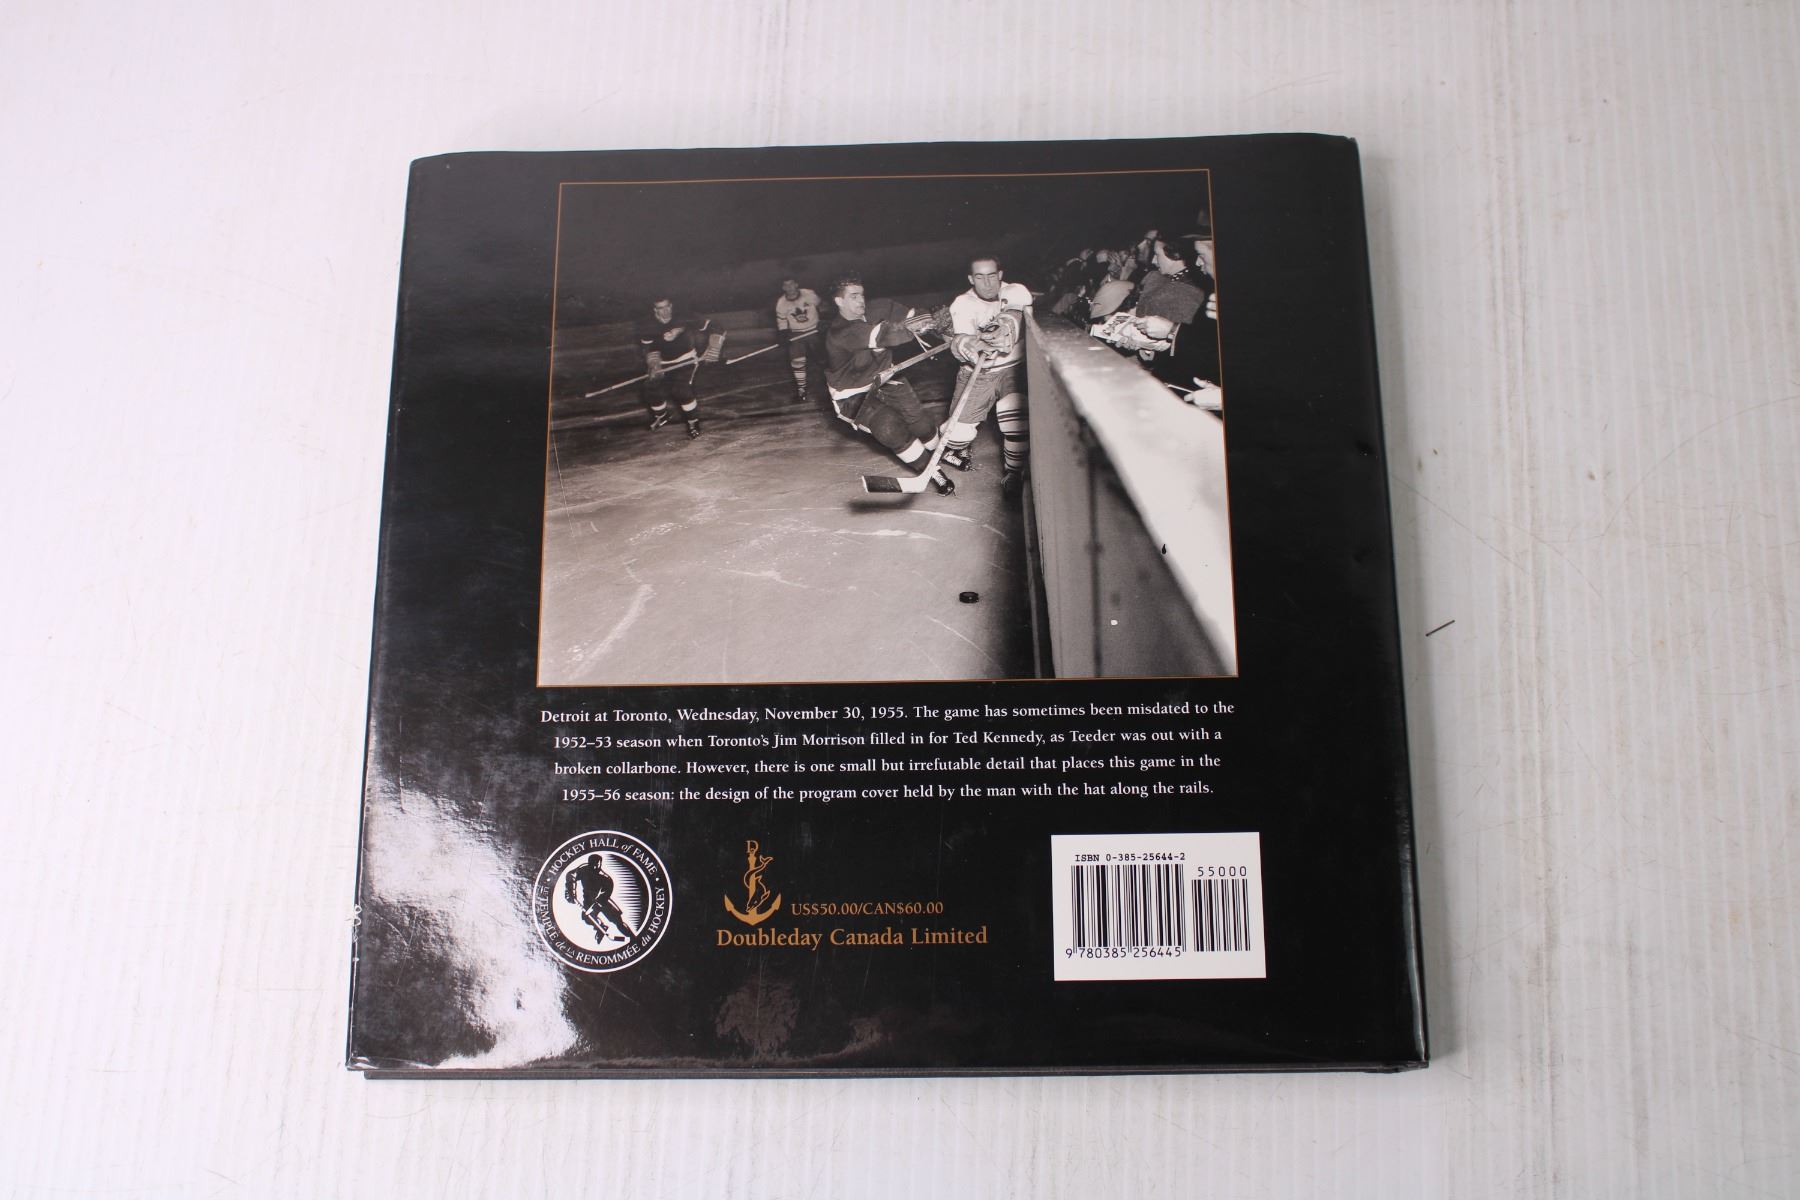 Detroit at Toronto, Wednesday, November 30, 1955. The game has sometimes been misdated to the
1952–53 season when Toronto's Jim Morrison filled in for Ted Kennedy, as Teeder was out with a
broken collarbone. However, there is one small but irrefutable detail that places this game in the
1955–56 season: the design of the program cover held by the man with the hat along the rails.
• HOCKEY HALL of FAME •
LE TEMPLE de LA RENOMMÉE du HOCKEY
D
US$50.00/CAN$60.00
Doubleday Canada Limited
ISBN 0-385-25644-2
55000
9 780385 256445